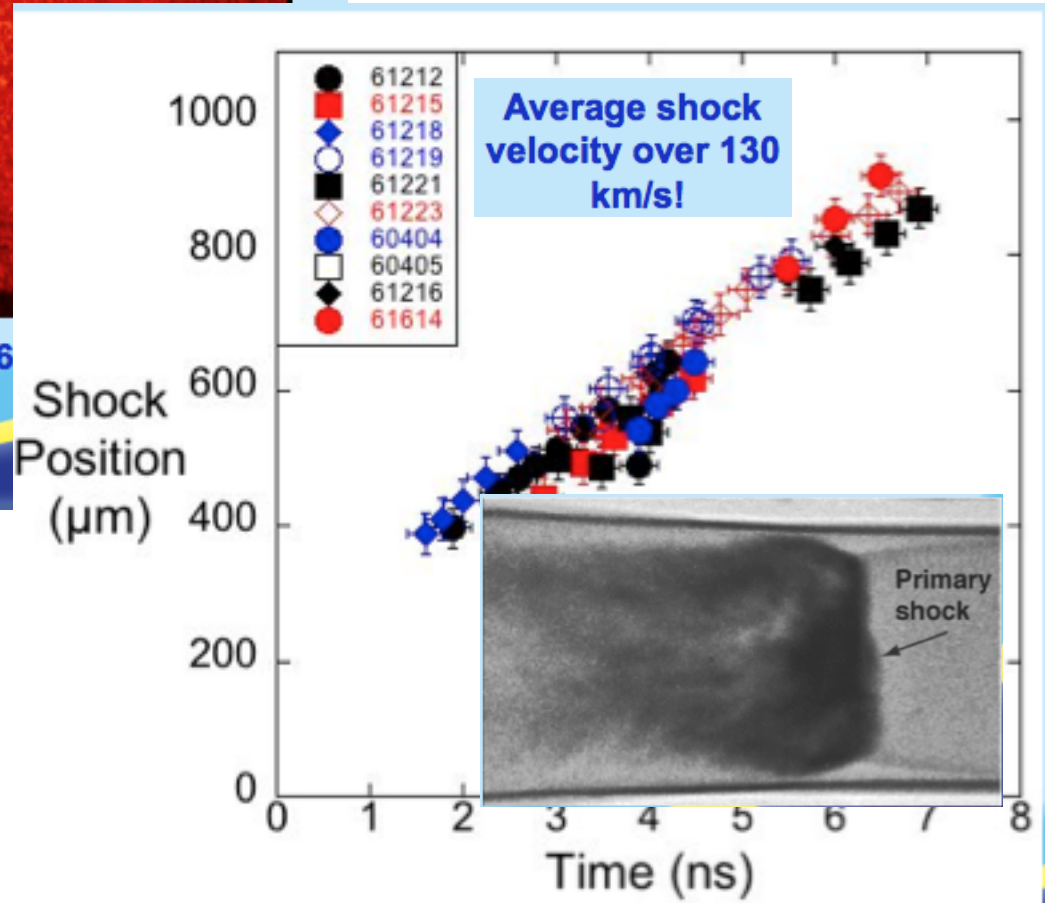 61212
61215
61218
61219
61221
61223
60404
60405
61216
61614
Average shock
velocity over 130
km/s!
1000
800
600
400
200
0
Shock
Position
(µm)
6
Primary
shock
0 1 2 3 4 5 6 7 8
Time (ns)